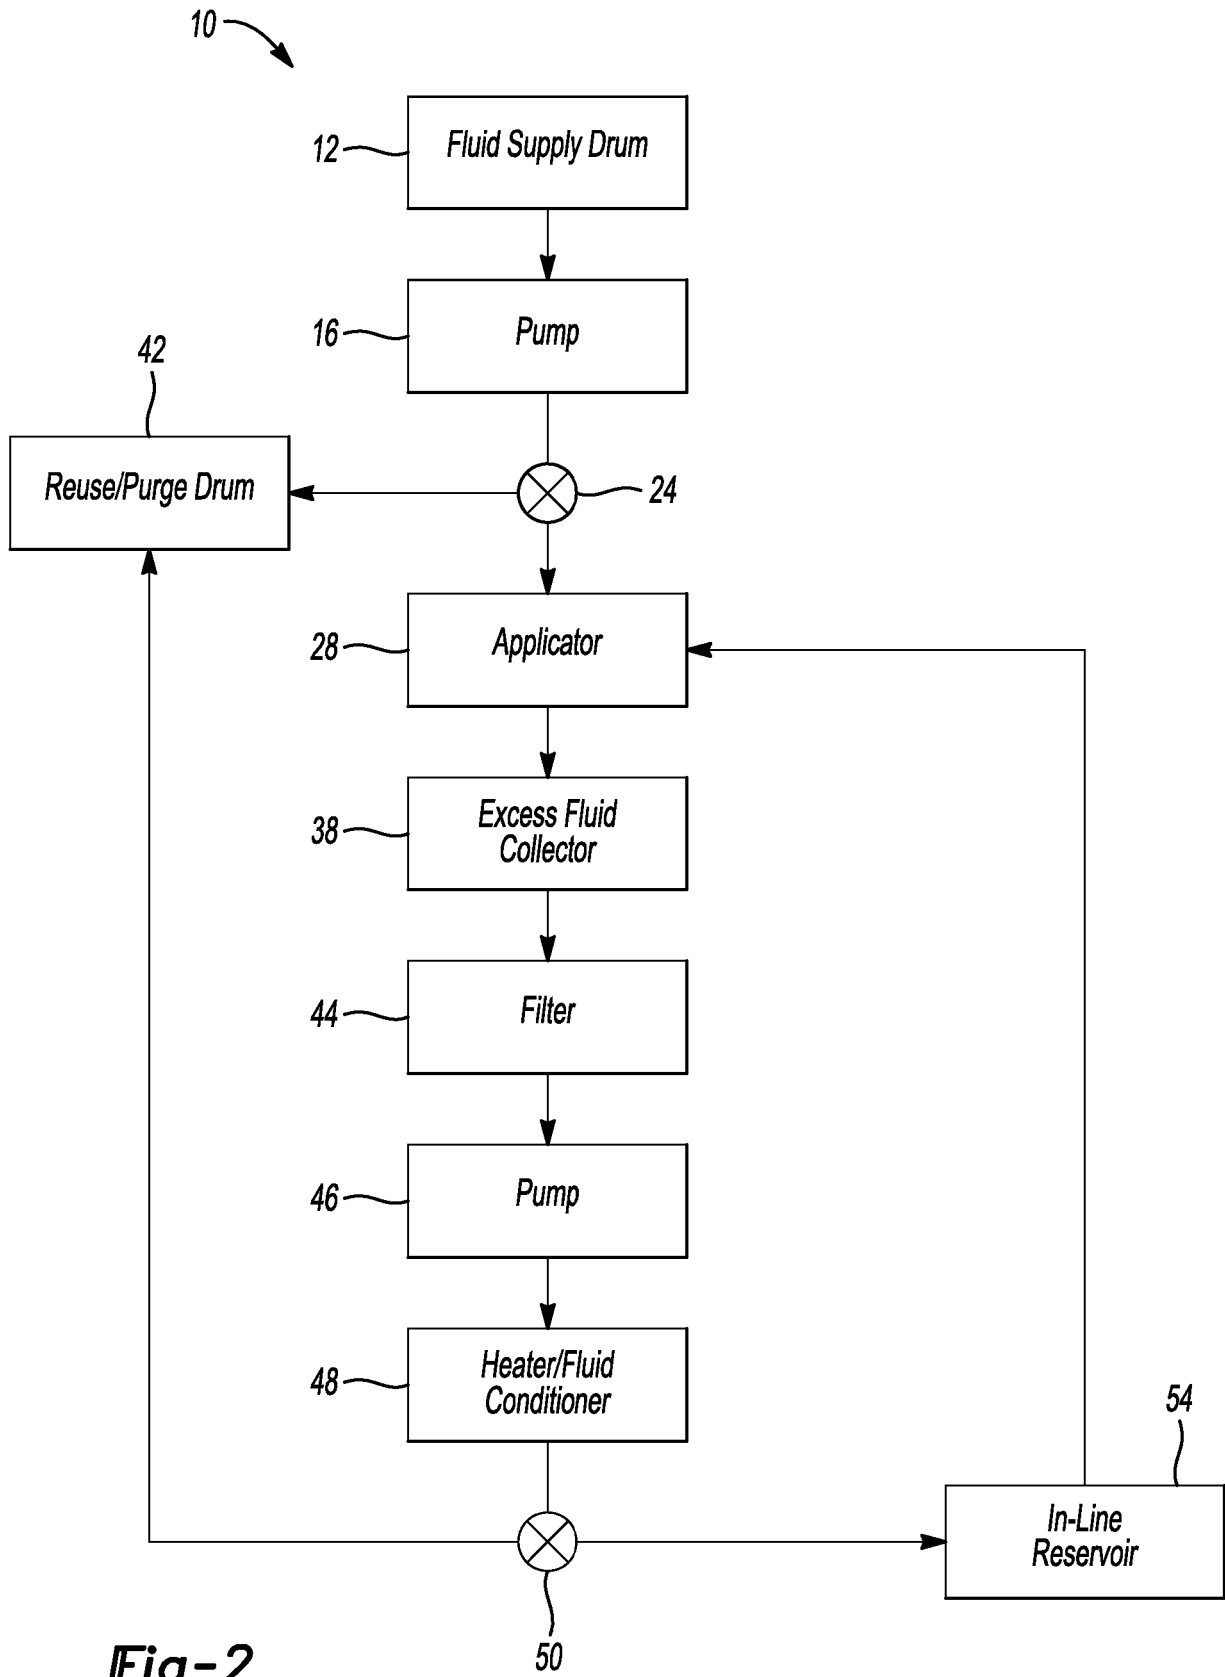 10
12
Fluid Supply Drum
16
Pump
42
Reuse/Purge Drum
24
28
Applicator
38
Excess Fluid
Collector
44
Filter
46
Pump
48
Heater/Fluid
Conditioner
54
In-Line
Reservoir
50
Fig-2